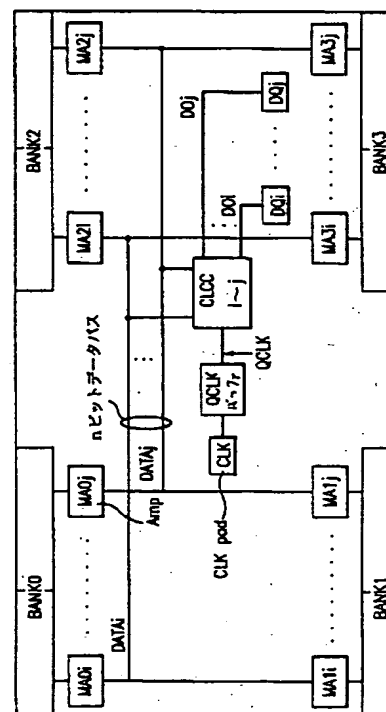 BANK0
BANK2
MA0i
MA0j
MA2i
MA2j
Amp
DATAi
DATAj
nビットデータバス
CLCC
i~j
DOi
DOj
DQi
DQj
CLK
CLK pad
QCLK
バッファ
QCLK
MA1i
MA1j
MA3i
MA3j
BANK1
BANK3